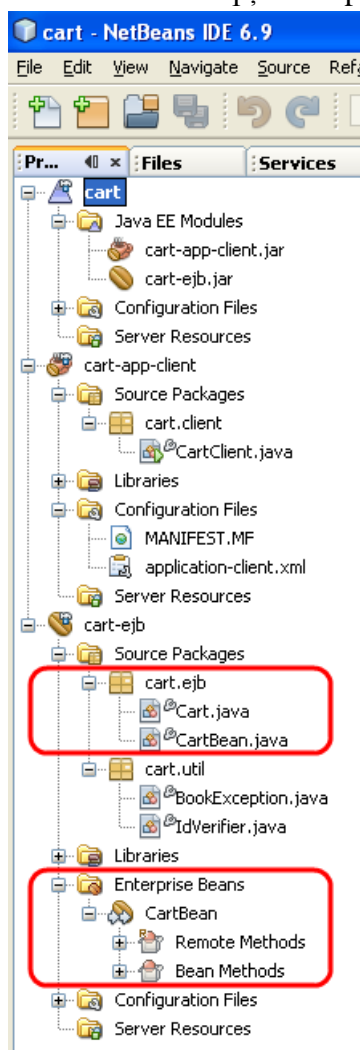 cart - NetBeans IDE 6.9
File Edit View Navigate Source
Pr... Files Services
cart
Java EE Modules
cart-app-client.jar
cart-ejb.jar
Configuration Files
Server Resources
cart-app-client
Source Packages
cart.client
CartClient.java
Libraries
Configuration Files
MANIFEST.MF
application-client.xml
Server Resources
cart-ejb
Source Packages
cart.ejb
Cart.java
CartBean.java
cart.util
BookException.java
IdVerifier.java
Libraries
Enterprise Beans
CartBean
Remote Methods
Bean Methods
Configuration Files
Server Resources